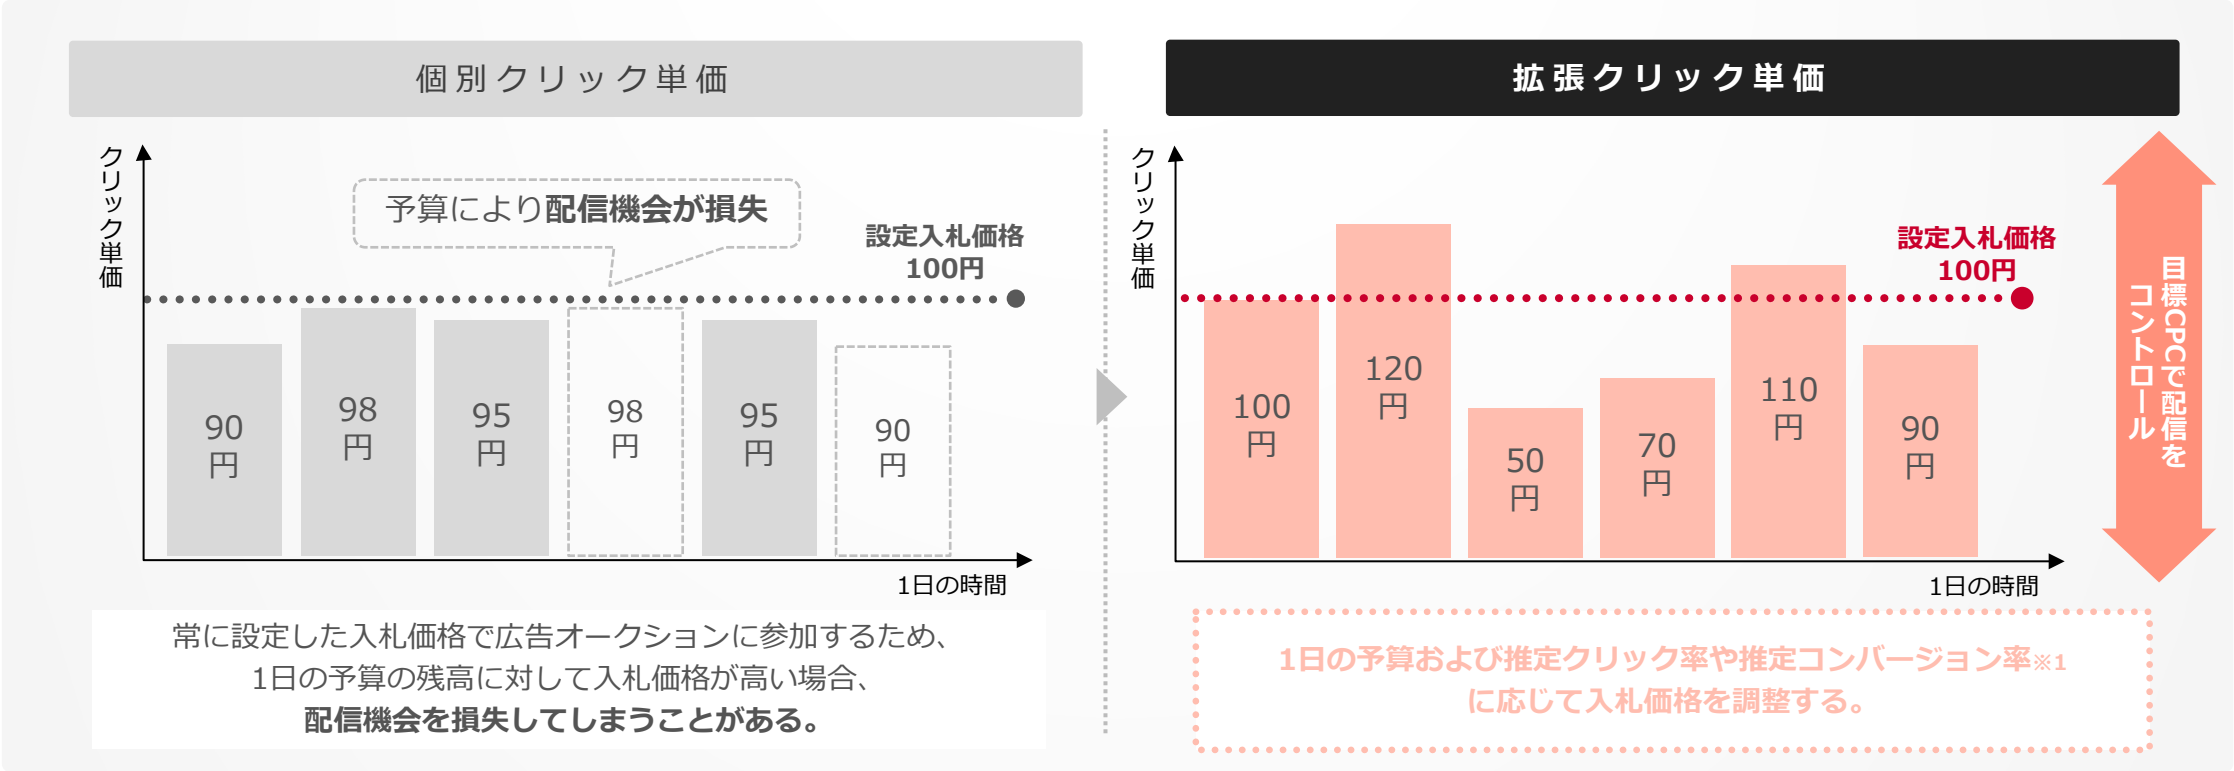 個別クリック単価
クリック単価
予算により配信機会が損失
設定入札価格
100円
90
円
98
円
95
円
98
円
95
円
90
円
1日の時間
常に設定した入札価格で広告オークションに参加するため、
1日の予算の残高に対して入札価格が高い場合、
配信機会を損失してしまうことがある。
拡張クリック単価
クリック単価
設定入札価格
100円
100
円
120
円
50
円
70
円
110
円
90
円
1日の時間
目標CPCで配信を
コントロール
1日の予算および推定クリック率や推定コンバージョン率※1
に応じて入札価格を調整する。